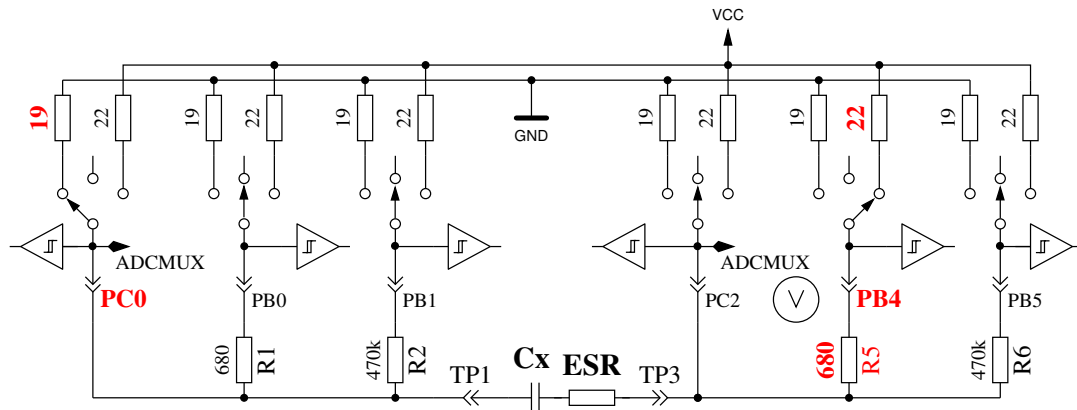 VCC
19
22
19
22
19
22
GND
19
22
19
22
19
22
ADCMUX
ADCMUX
PC0
PB0
PB1
PC2
V
PB4
PB5
680
R1
470k
R2
TP1
Cx
ESR
TP3
680
R5
470k
R6